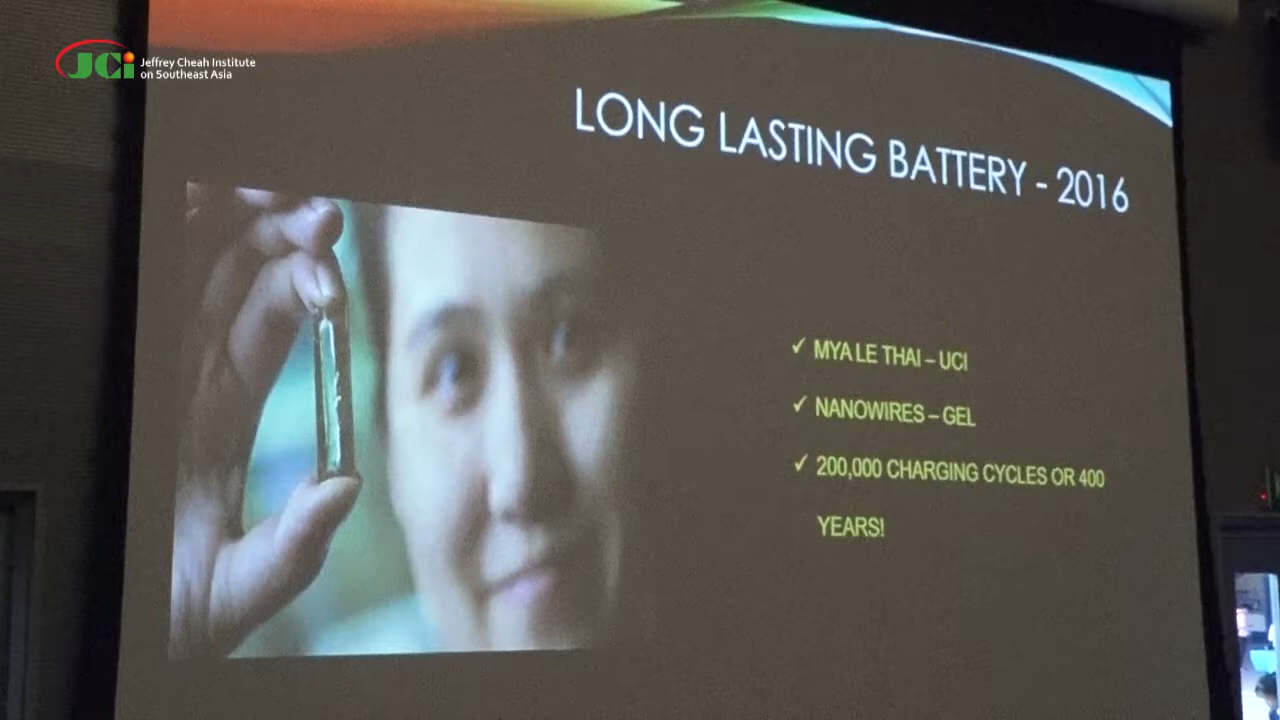 JCi Jeffrey Cheah Institute
on Southeast Asia
LONG LASTING BATTERY - 2016
✓ MYA LE THAI – UCI
✓ NANOWIRES – GEL
✓ 200,000 CHARGING CYCLES OR 400
YEARS!